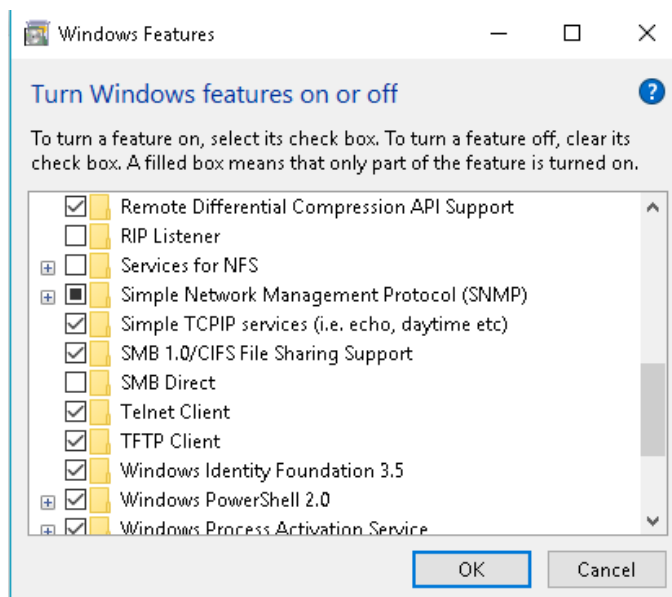 Windows Features
Turn Windows features on or off
To turn a feature on, select its check box. To turn a feature off, clear its
check box. A filled box means that only part of the feature is turned on.
Remote Differential Compression API Support
RIP Listener
Services for NFS
Simple Network Management Protocol (SNMP)
Simple TCPIP services (i.e. echo, daytime etc)
SMB 1.0/CIFS File Sharing Support
SMB Direct
Telnet Client
TFTP Client
Windows Identity Foundation 3.5
Windows PowerShell 2.0
Windows Process Activation Service
OK Cancel